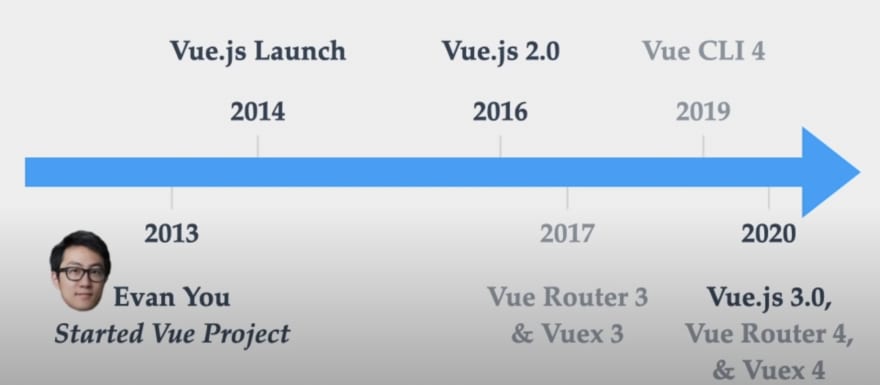 Vue.js Launch
Vue.js 2.0
Vue CLI 4
2014
2016
2019
2013
2017
2020
Evan You
Started Vue Project
Vue Router 3
& Vuex 3
Vue.js 3.0,
Vue Router 4,
& Vuex 4